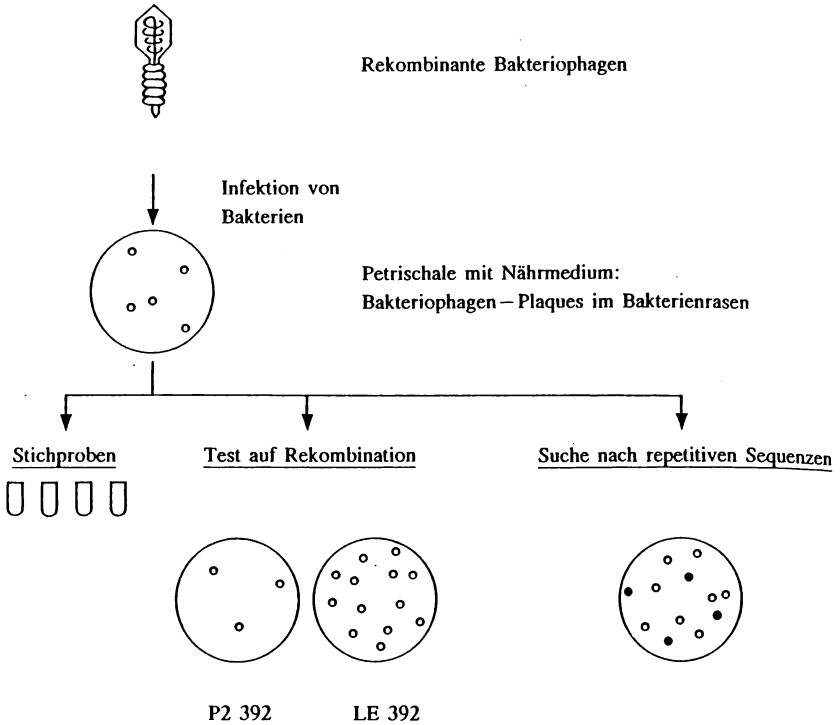 Rekombinante Bakteriophagen
Infektion von
Bakterien
Petrischale mit Nährmedium:
Bakteriophagen – Plaques im Bakterienrasen
Stichproben
Test auf Rekombination
Suche nach repetitiven Sequenzen
P2 392
LE 392